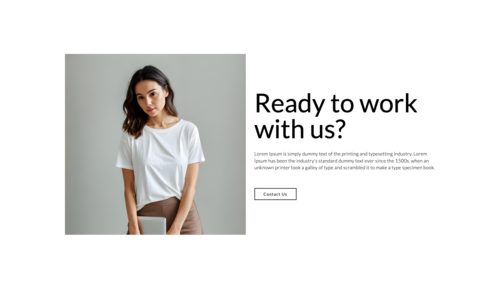 Ready to work
with us?
Lorem Ipsum is simply dummy text of the printing and typesetting industry. Lorem
Ipsum has been the industry's standard dummy text ever since the 1500s, when an
unknown printer took a galley of type and scrambled it to make a type specimen book.
Contact Us